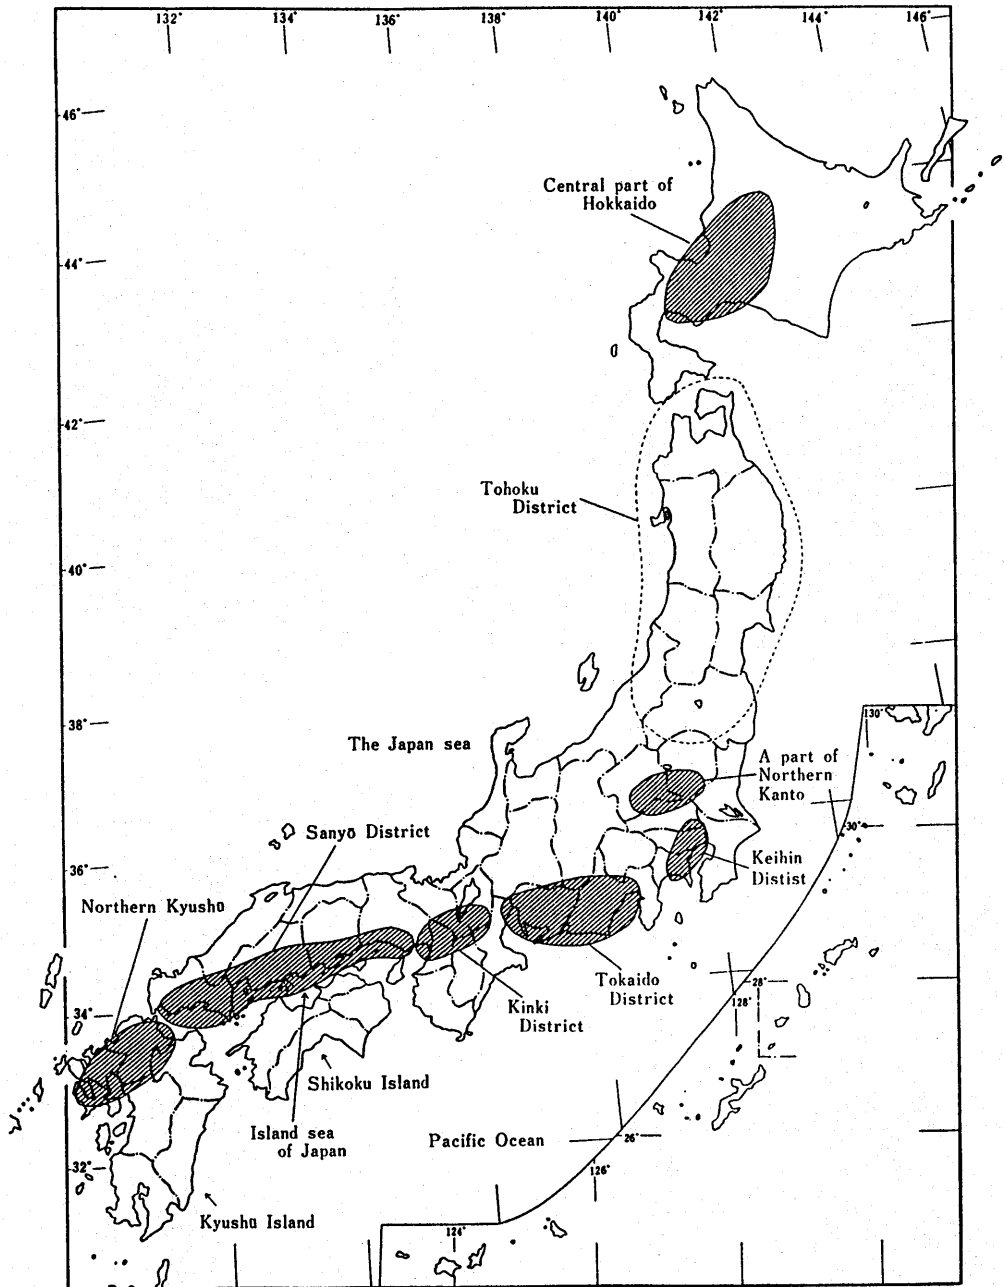 132°
134°
136°
138°
140°
142°
144°
146°
46°
Central part of
Hokkaido
44°
42°
Tohoku
District
40°
38°
130°
The Japan sea
A part of
Northern
Kanto
30°
Sanyō District
Keihin
Distist
36°
Northern Kyushū
Tokaido
District
28°
128°
Kinki
District
34°
Shikoku Island
Island sea
of Japan
Pacific Ocean
26°
32°
126°
Kyushū Island
124°